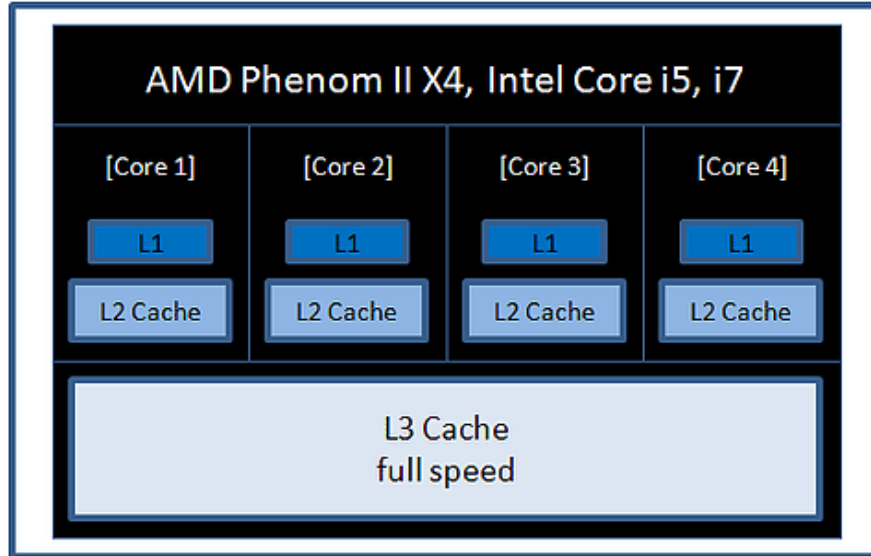 AMD Phenom II X4, Intel Core i5, i7
[Core 1] [Core 2] [Core 3] [Core 4]
L1 L1 L1 L1
L2 Cache L2 Cache L2 Cache L2 Cache
L3 Cache
full speed